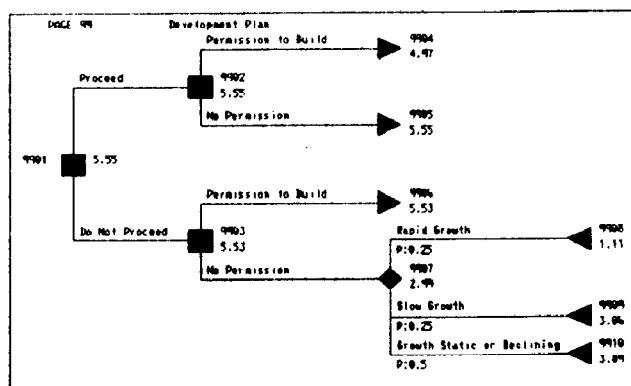 PAGE 99 Development Plan
Permission to Build
9904
4.97
Proceed
9902
5.55
No Permission
9905
5.55
9901
5.55
Permission to Build
9906
5.53
Do Not Proceed
9903
5.53
No Permission
Rapid Growth
P:0.25
9908
1.11
9907
2.99
Slow Growth
P:0.25
9909
3.06
Growth Static or Declining
P:0.5
9910
3.89